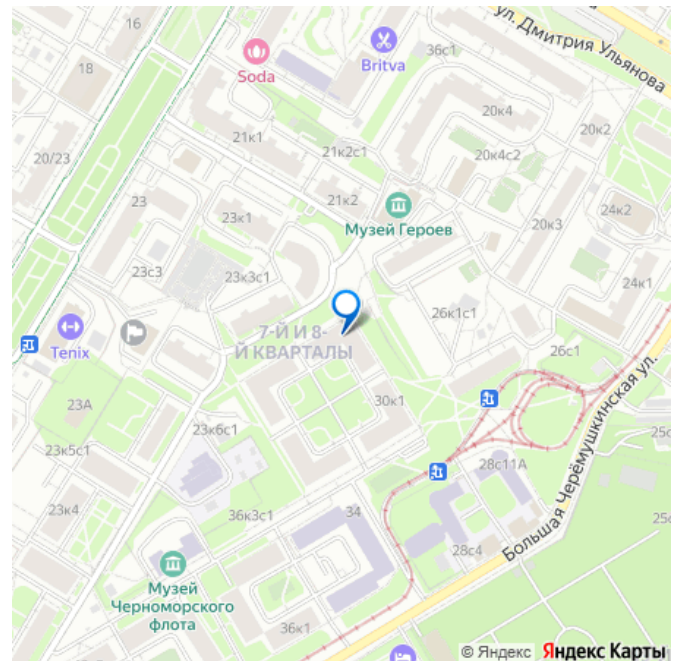 16
36с1
ул. Дмитрия Ульянова
Britva
Soda
18
20к4
20к2
21к1
21к2с1
20/23
20к4с2
23
21к2
24к2
23к1
Музей Героев
20к3
23с3
23к3с1
24к1
26к1с1
7-Й И 8-
Й КВАРТАЛЫ
Tenix
26с1
23А
30к1
Большая Черёмушкинская ул.
23к6с1
25с
23к5с1
28с11А
23к4
36к3с1
34
25с
28с4
Музей
Черноморского
флота
36к1
© Яндекс Яндекс Карты